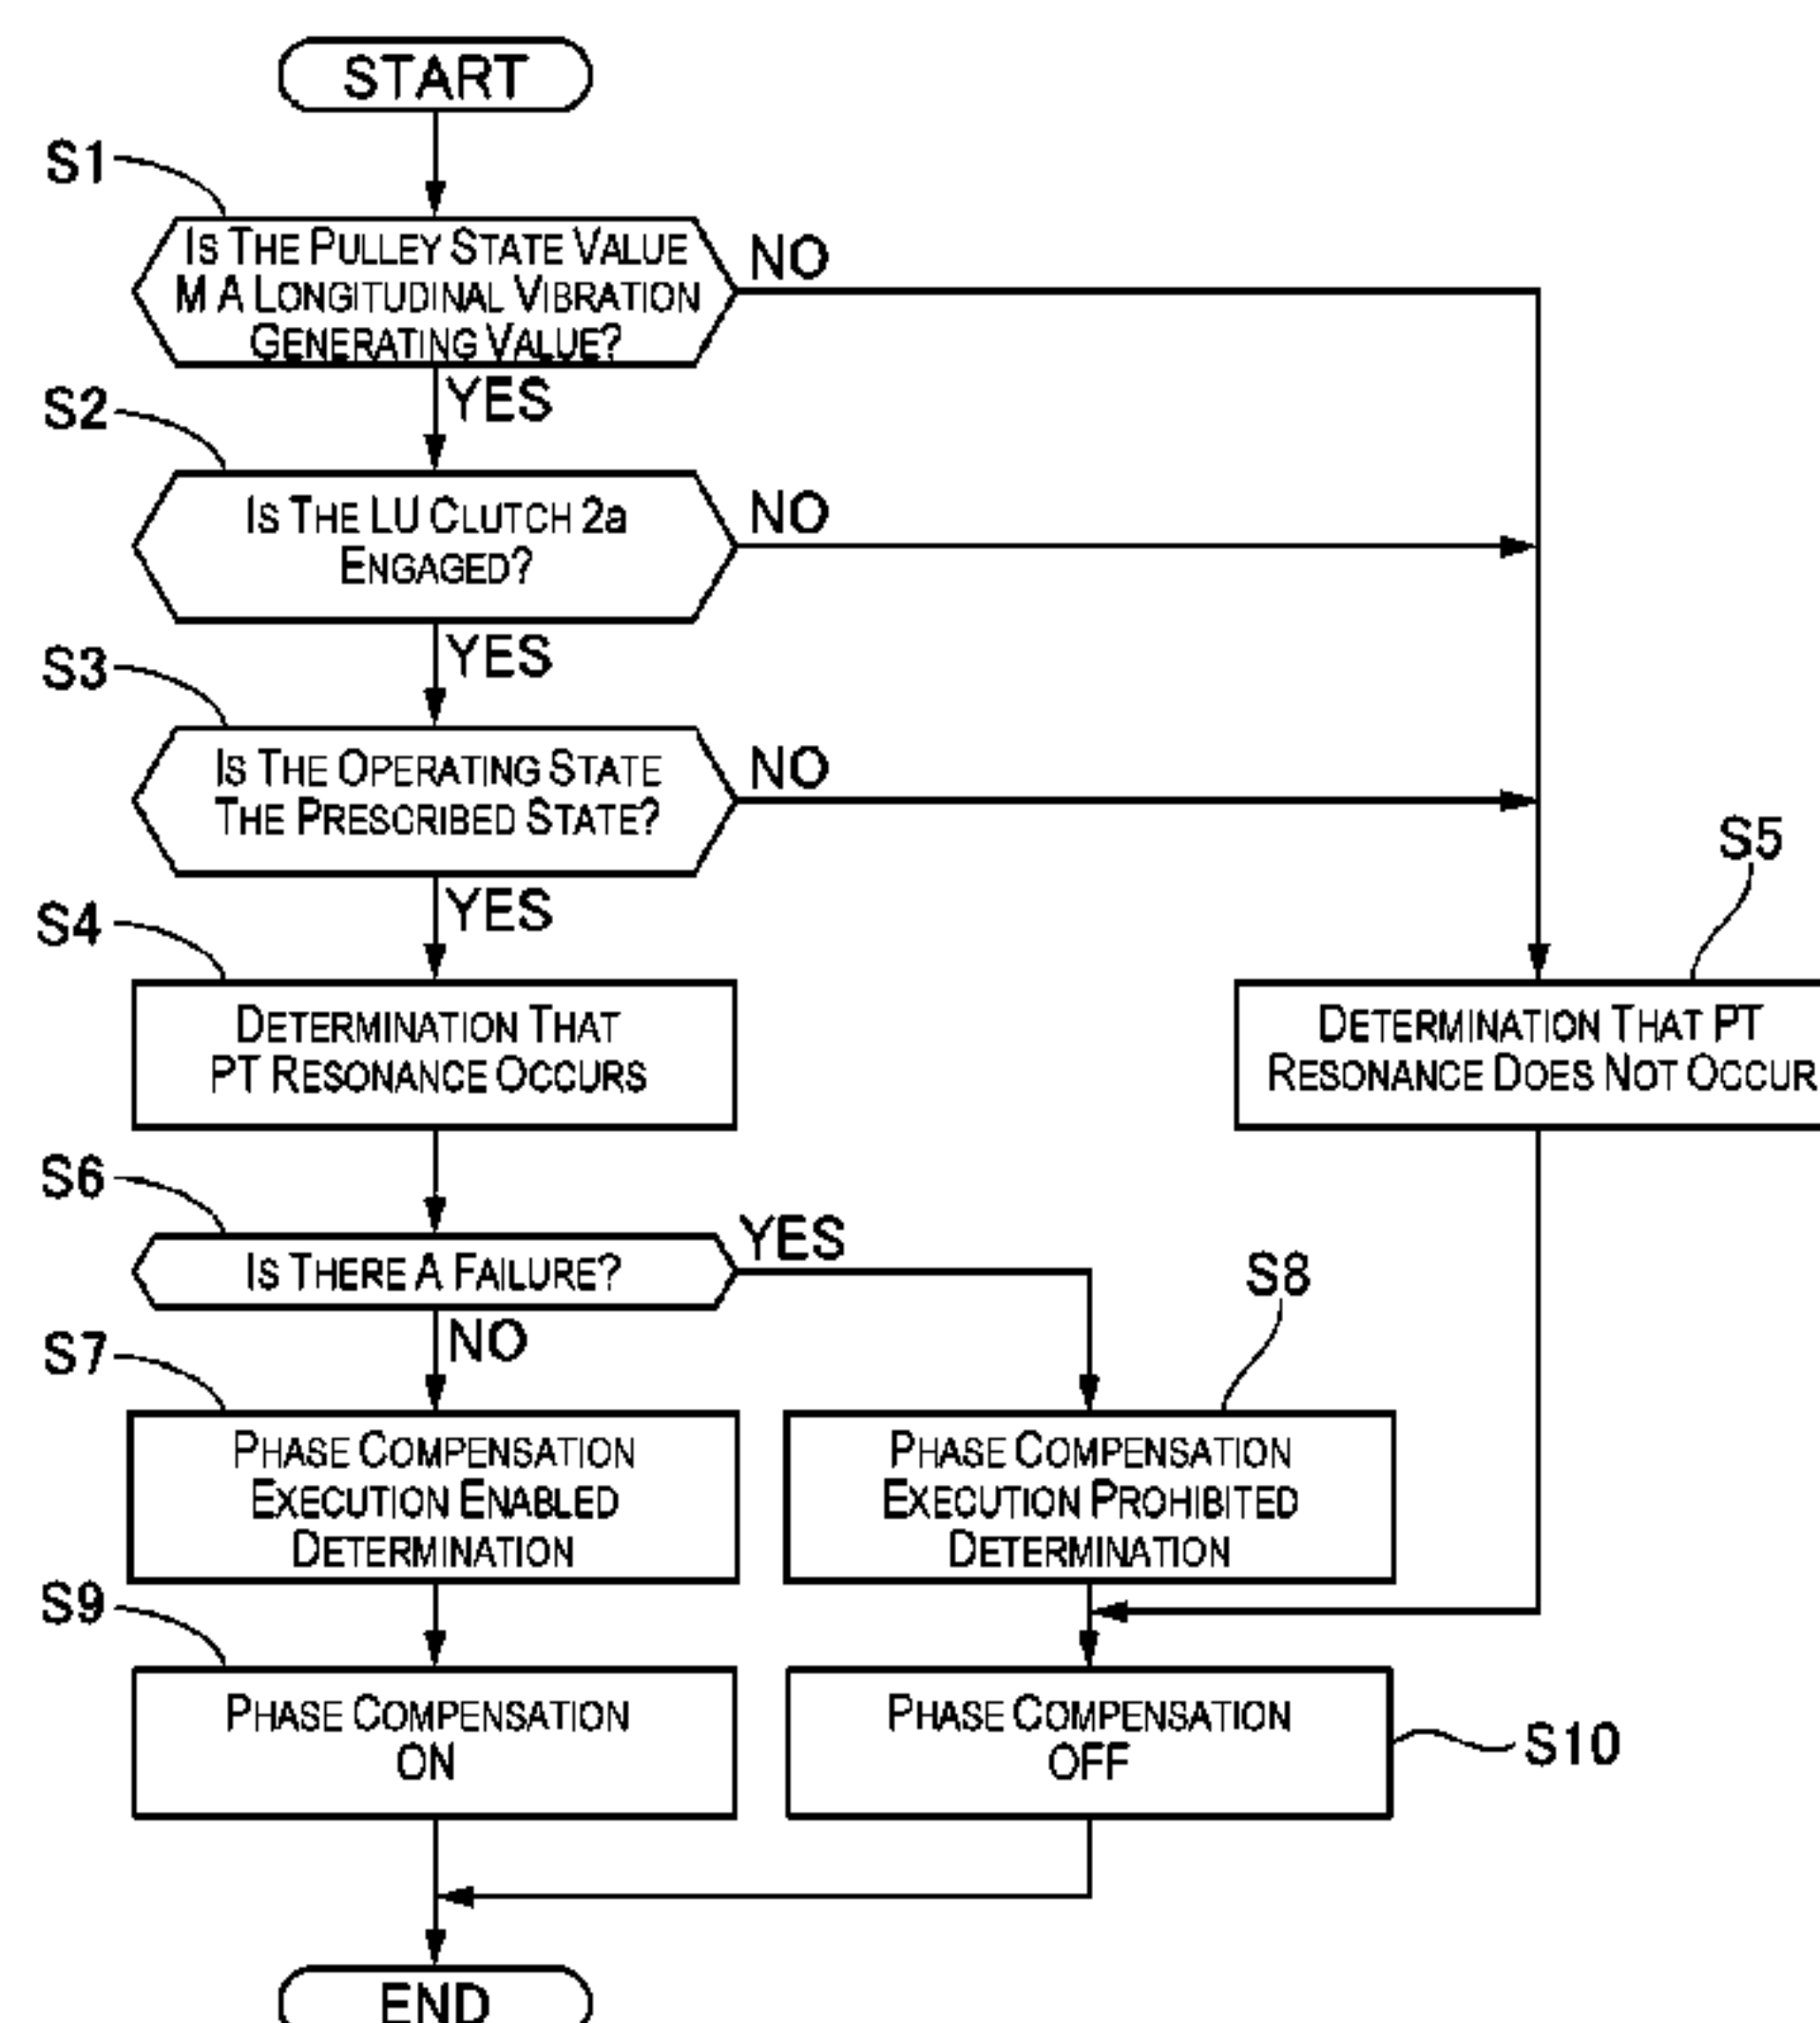 START
S1
IS THE PULLEY STATE VALUE
M A LONGITUDINAL VIBRATION
GENERATING VALUE?
NO
YES
S2
IS THE LU CLUTCH 2a
ENGAGED?
NO
YES
S3
IS THE OPERATING STATE
THE PRESCRIBED STATE?
NO
YES
S4
DETERMINATION THAT
PT RESONANCE OCCURS
S5
DETERMINATION THAT PT
RESONANCE DOES NOT OCCUR
S6
IS THERE A FAILURE?
YES
NO
S7
PHASE COMPENSATION
EXECUTION ENABLED
DETERMINATION
S8
PHASE COMPENSATION
EXECUTION PROHIBITED
DETERMINATION
S9
PHASE COMPENSATION
ON
PHASE COMPENSATION
OFF
S10
END